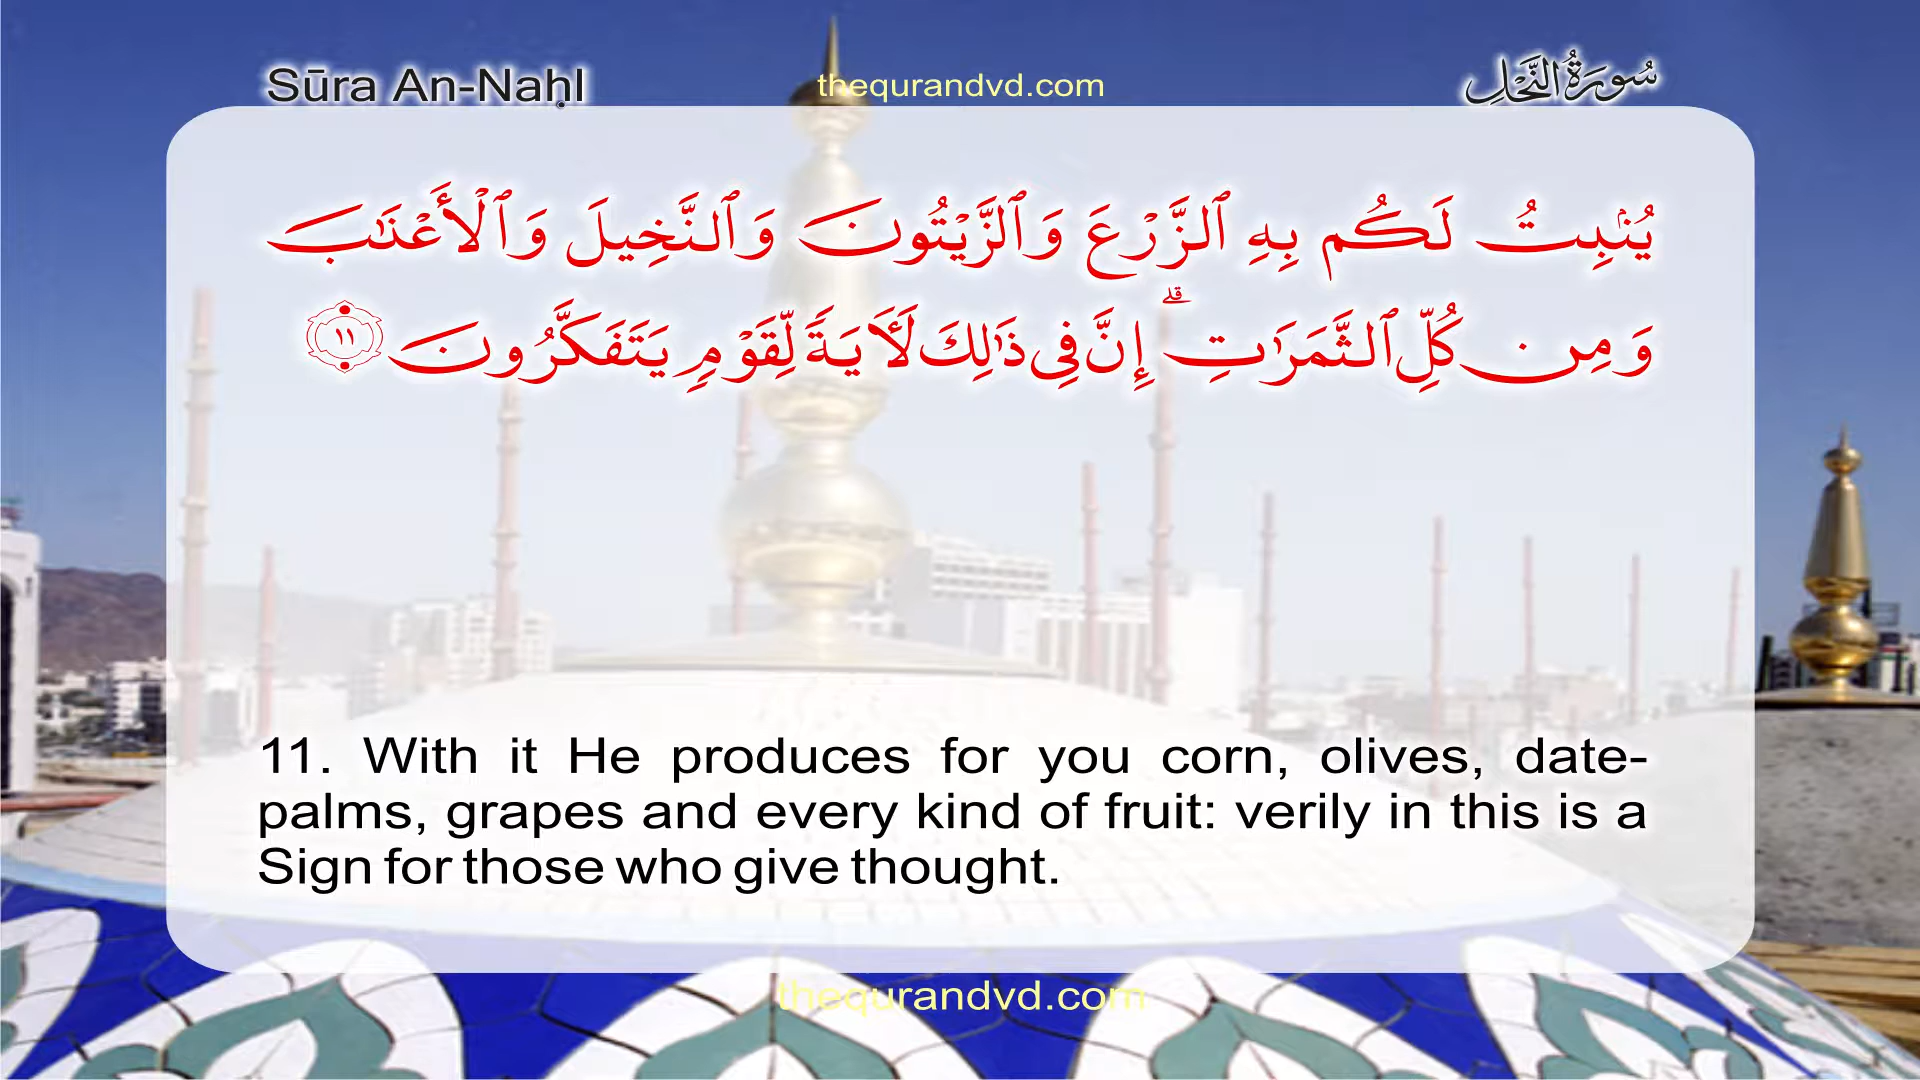 Sūra An-Naḥl
thequrandvd.com
سُورَةُ النَّحْلِ
يُنۢبِتُ لَكُم بِهِ ٱلزَّرْعَ وَٱلزَّيْتُونَ وَٱلنَّخِيلَ وَٱلْأَعْنَٰبَ
وَمِن كُلِّ ٱلثَّمَرَٰتِ ۗ إِنَّ فِى ذَٰلِكَ لَـَٔايَةً لِّقَوْمٍ يَتَفَكَّرُونَ ١١
11. With it He produces for you corn, olives, date-
palms, grapes and every kind of fruit: verily in this is a
Sign for those who give thought.
thequrandvd.com